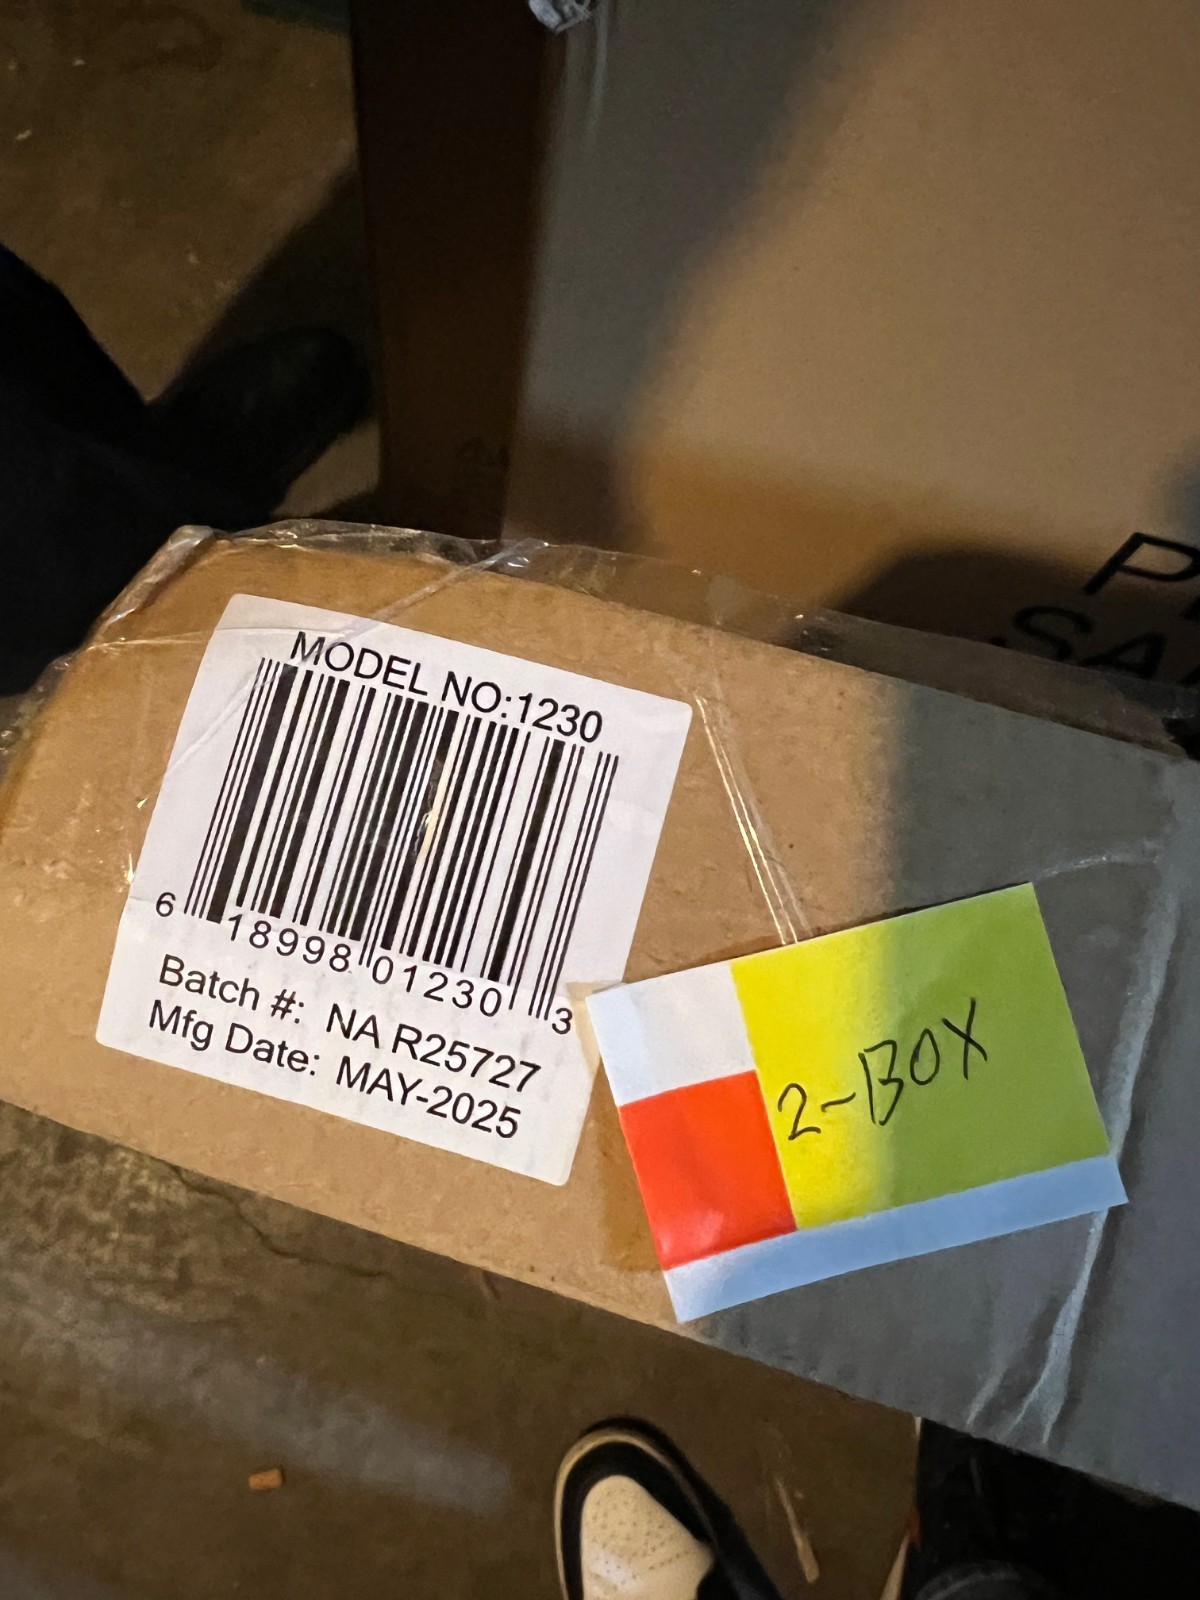 MODEL NO:1230
6 18998 01230 3
Batch #: NA R25727
Mfg Date: MAY-2025
2-BOX